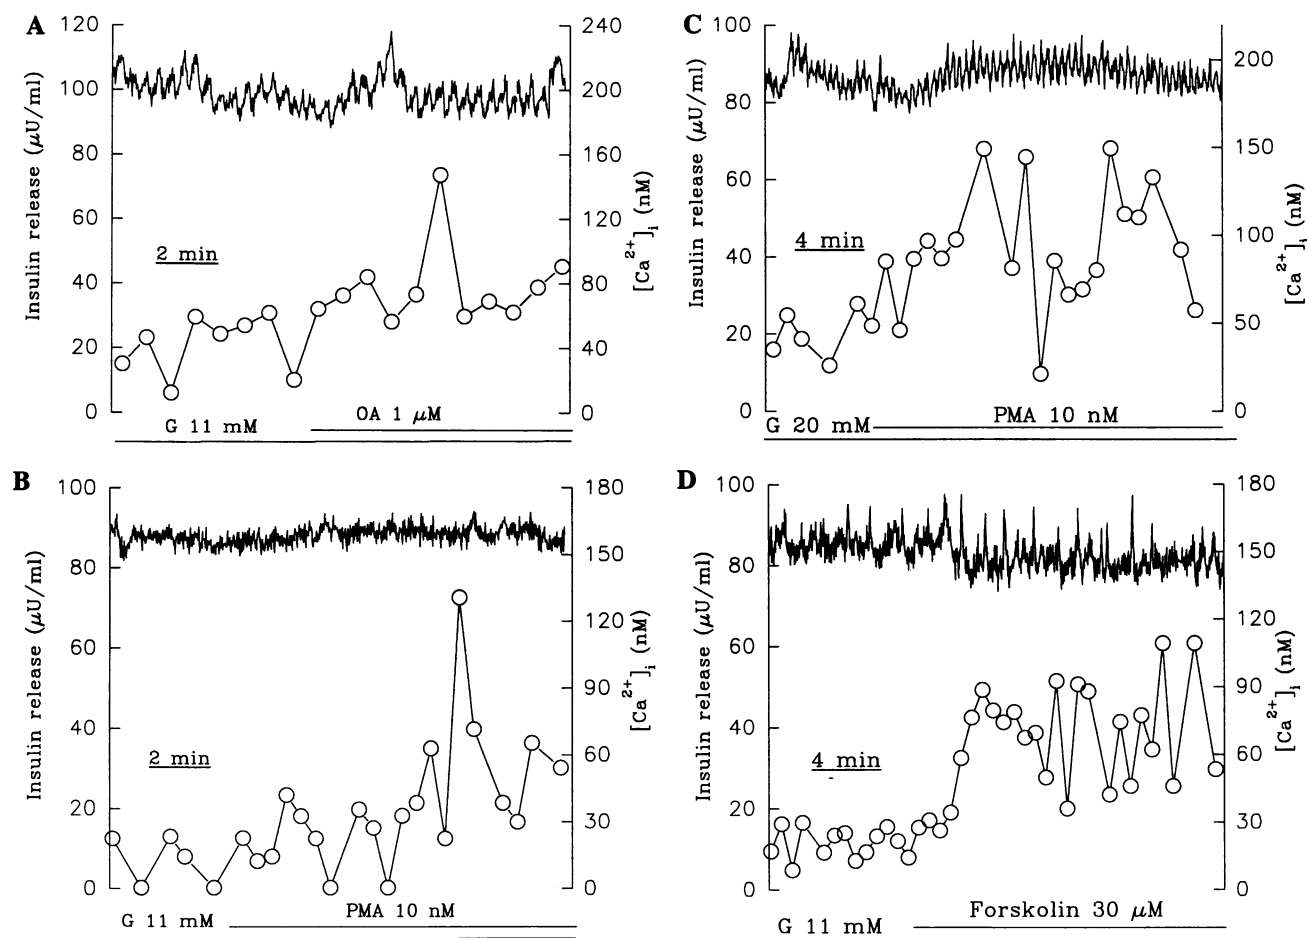 A
Insulin release (μU/ml)
120
100
80
60
40
20
0
240
200
160
120
80
40
0
[Ca2+]i (nM)
2 min
OA 1 μM
G 11 mM
B
Insulin release (μU/ml)
100
80
60
40
20
0
180
150
120
90
60
30
0
[Ca2+]i (nM)
2 min
PMA 10 nM
G 11 mM
C
Insulin release (μU/ml)
100
80
60
40
20
0
200
150
100
50
0
[Ca2+]i (nM)
4 min
PMA 10 nM
G 20 mM
D
Insulin release (μU/ml)
100
80
60
40
20
0
180
150
120
90
60
30
0
[Ca2+]i (nM)
4 min
Forskolin 30 μM
G 11 mM